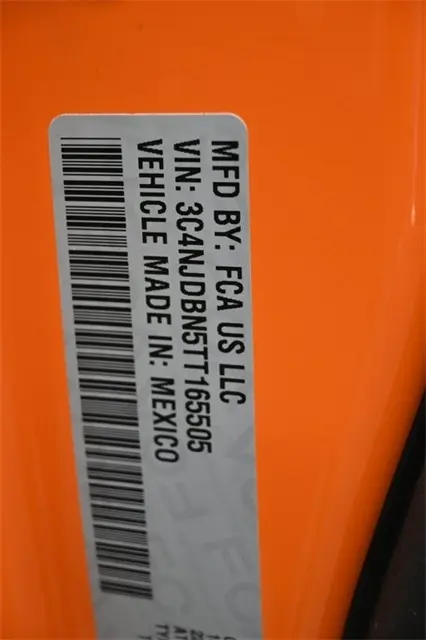 MFD BY: FCA US LLC
VIN: 3C4NJDBN5TT165505
VEHICLE MADE IN: MEXICO